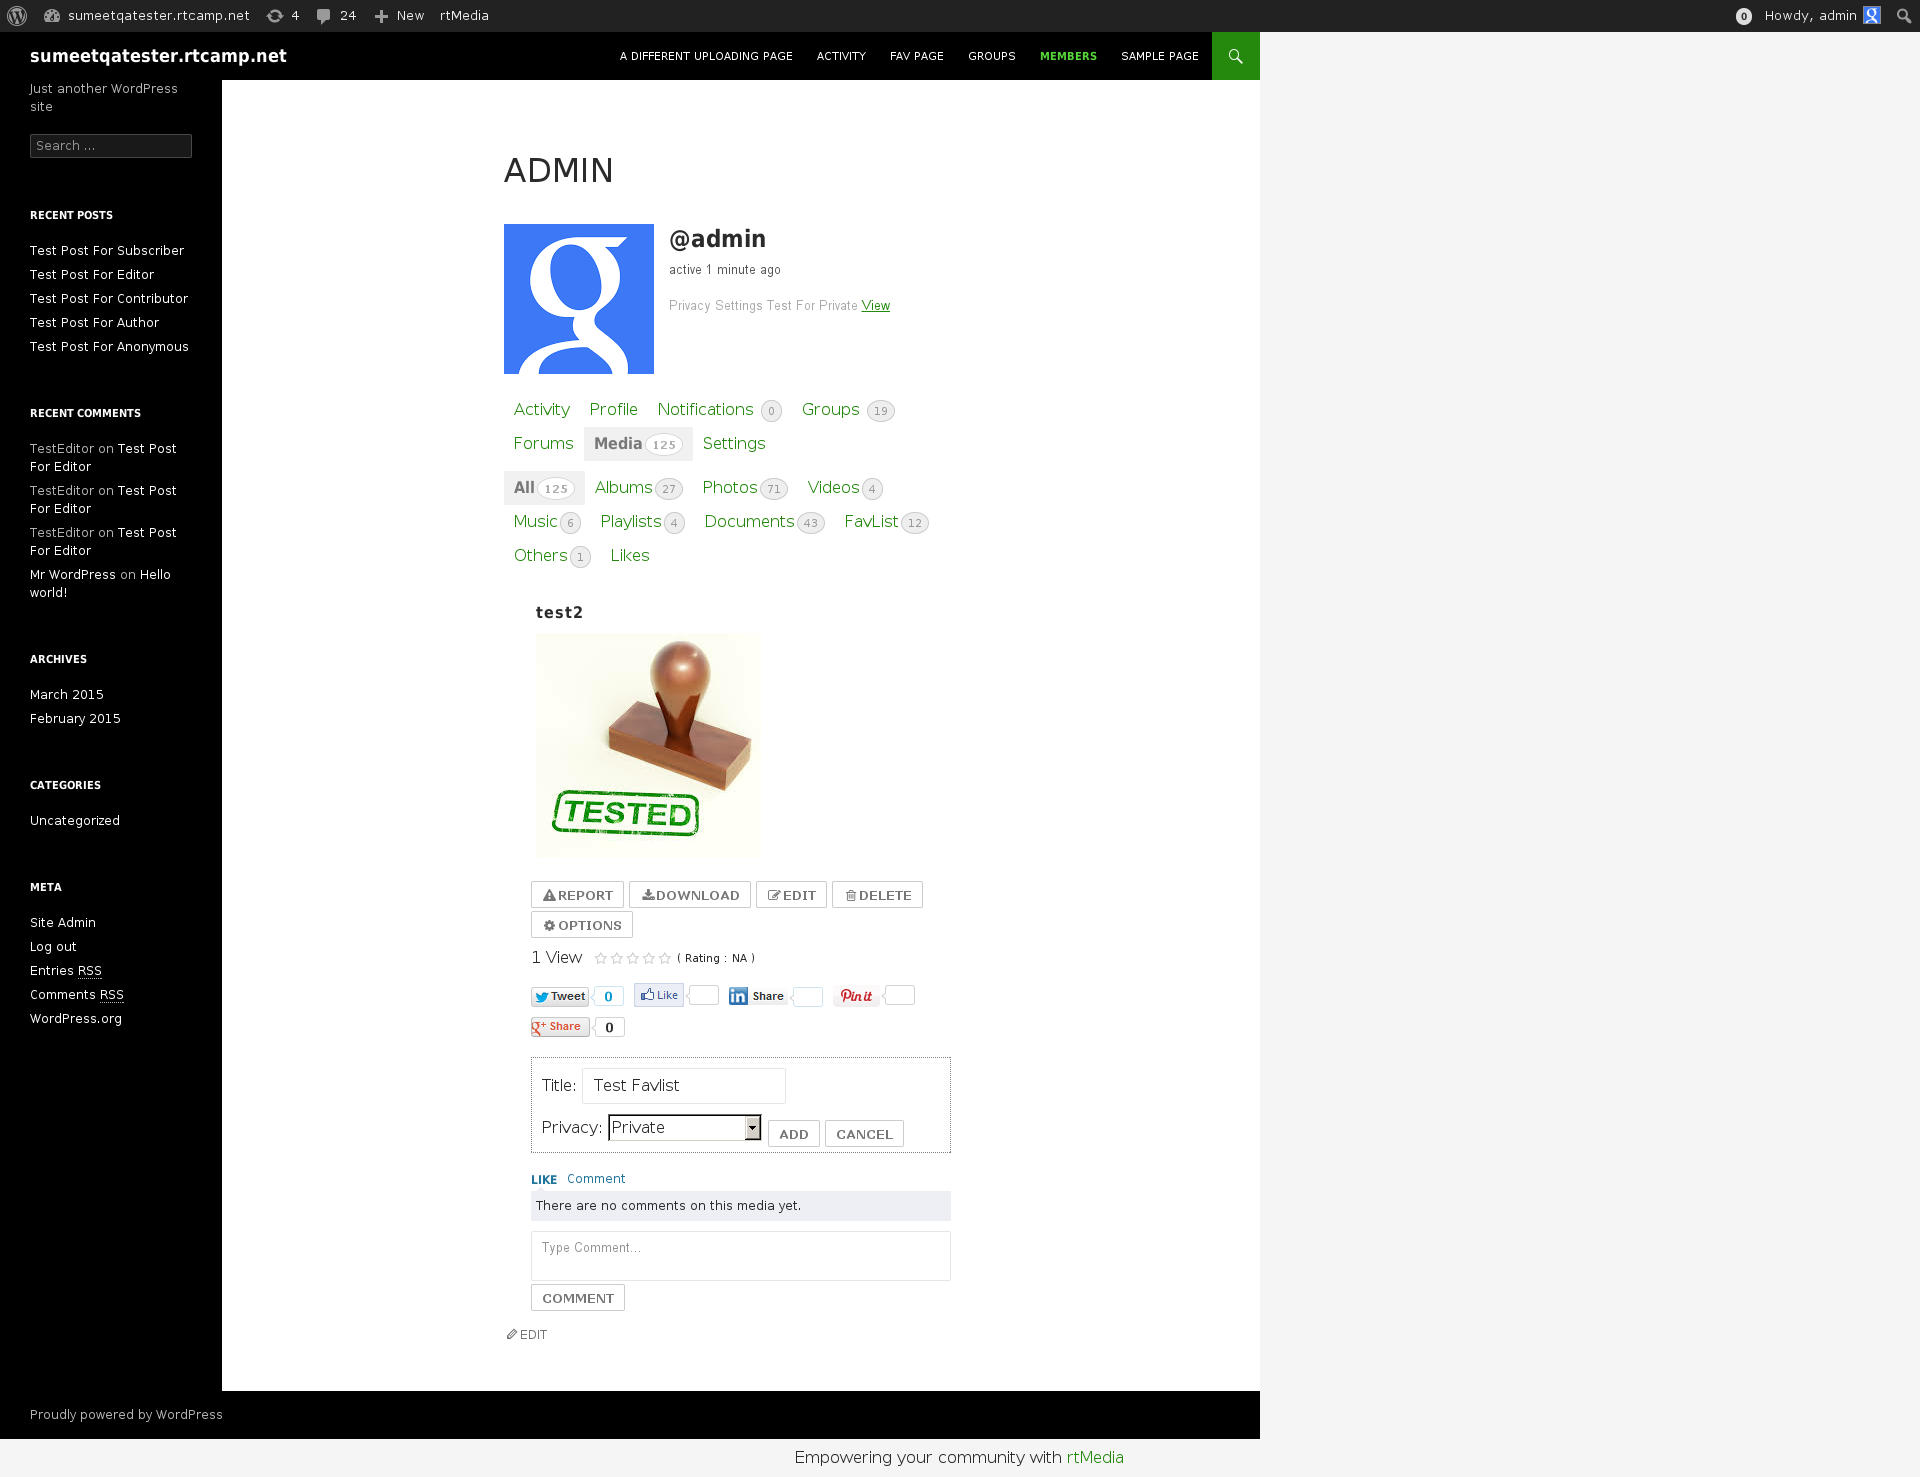 sumeetqatester.rtcamp.net 4 24 New rtMedia 0 Howdy, admin
sumeetqatester.rtcamp.net
A DIFFERENT UPLOADING PAGE ACTIVITY FAV PAGE GROUPS MEMBERS SAMPLE PAGE
Just another WordPress
site
Search ...
RECENT POSTS
Test Post For Subscriber
Test Post For Editor
Test Post For Contributor
Test Post For Author
Test Post For Anonymous
RECENT COMMENTS
TestEditor on Test Post
For Editor
TestEditor on Test Post
For Editor
TestEditor on Test Post
For Editor
Mr WordPress on Hello
world!
ARCHIVES
March 2015
February 2015
CATEGORIES
Uncategorized
META
Site Admin
Log out
Entries RSS
Comments RSS
WordPress.org
ADMIN
g
@admin
active 1 minute ago
Privacy Settings Test For Private View
Activity Profile Notifications 0 Groups 19
Forums Media 125 Settings
All 125 Albums 27 Photos 71 Videos 4
Music 6 Playlists 4 Documents 43 FavList 12
Others 1 Likes
test2
TESTED
REPORT DOWNLOAD EDIT DELETE
OPTIONS
1 View ( Rating : NA )
Tweet 0 Like in Share Pin it
g+ Share 0
Title: Test Favlist
Privacy: Private ADD CANCEL
LIKE Comment
There are no comments on this media yet.
Type Comment...
COMMENT
EDIT
Proudly powered by WordPress
Empowering your community with rtMedia